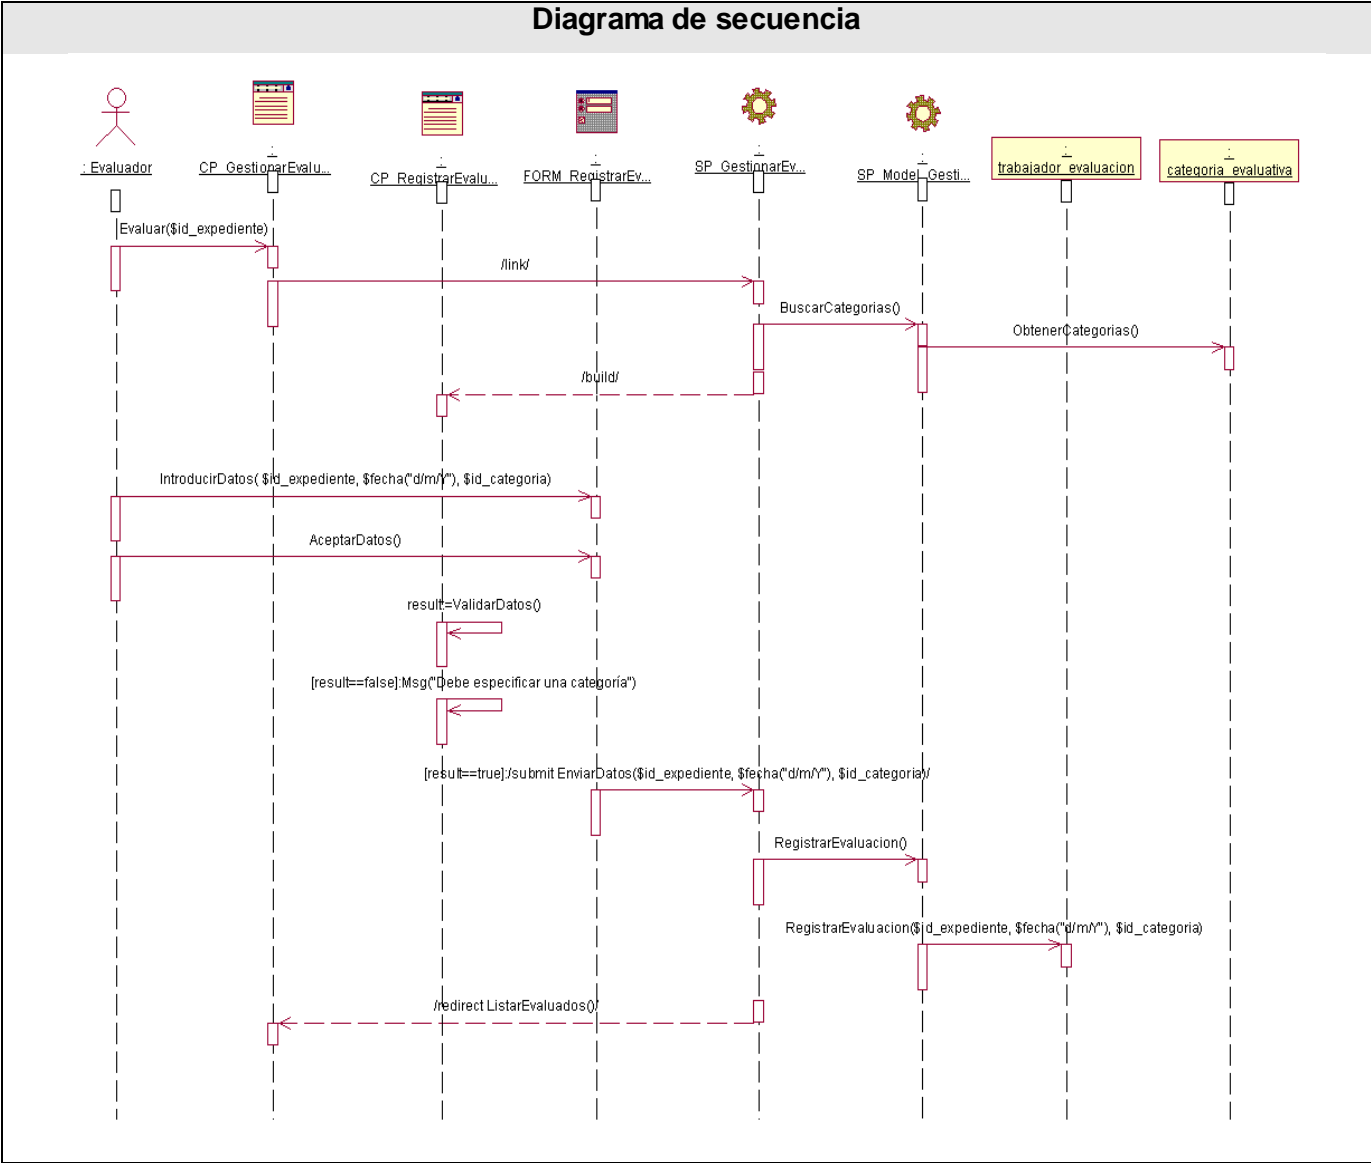 Diagrama de secuencia
: Evaluador
:
CP_GestionarEvalu...
:
CP_RegistrarEvalu...
:
FORM_RegistrarEv...
:
SP_GestionarEv...
:
SP_Model_Gesti...
:
trabajador_evaluacion
:
categoria_evaluativa
Evaluar($id_expediente)
/link/
BuscarCategorias()
ObtenerCategorias()
/build/
IntroducirDatos( $id_expediente, $fecha("d/m/Y"), $id_categoria)
AceptarDatos()
result=ValidarDatos()
[result==false]:Msg("Debe especificar una categoría")
[result==true]:/submit EnviarDatos($id_expediente, $fecha("d/m/Y"), $id_categoria)/
RegistrarEvaluacion()
RegistrarEvaluacion($id_expediente, $fecha("d/m/Y"), $id_categoria)
/redirect ListarEvaluados()/